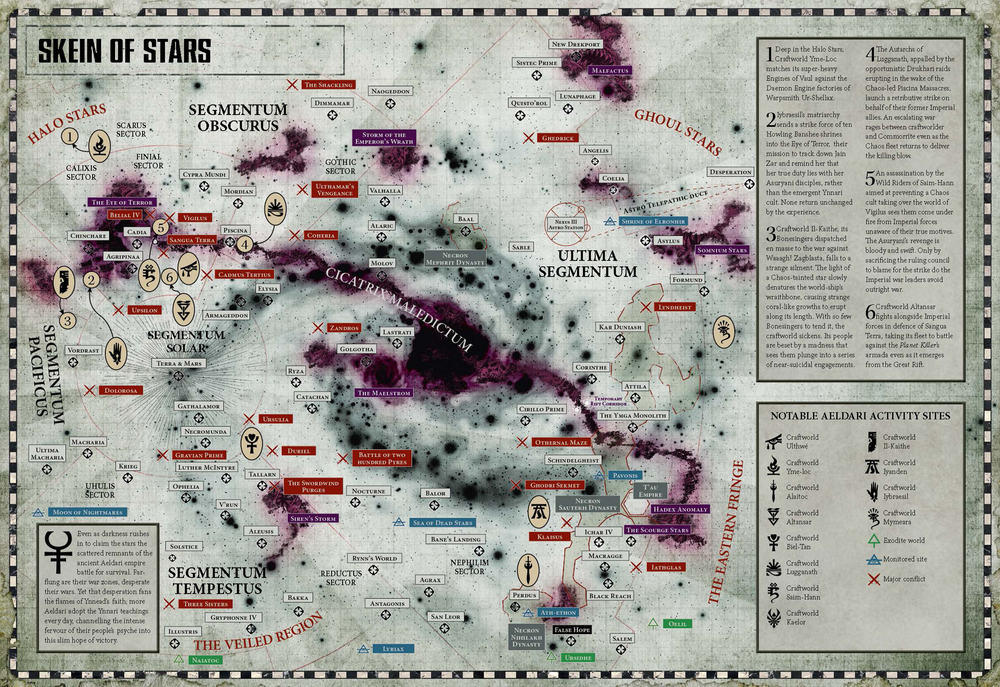 SKEIN OF STARS
HALO STARS
1
SCARUS
SECTOR
CALIXIS
SECTOR
FINIAL
SECTOR
SEGMENTUM
OBSCURUS
THE SHACKLING
DIMMAMAR
NAOGEDDON
STORM OF THE
EMPEROR'S WRATH
GOTHIC
SECTOR
CYPRA MUNDI
MORDIAN
ULTHAMAR'S
VENGEANCE
VALHALLA
NEW DREKPORT
SISTEC PRIME
MALFACTUS
QUISTO'ROL
LUNAPHAGE
GHEDRICK
ANGELIS
GHOUL STARS
COELIA
DESPERATION
ASTRO TELEPATHIC DUCT
NEXUS III
ASTRO-STATION
SHRINE OF ELRONHIR
ASYLUS
SOMNIUM STARS
THE EYE OF TERROR
BELIAL IV
VIGILUS
CHINCHARE
CADIA
5
SANGUA TERRA
PISCINA
4
COHERIA
AGRIPINAA
2
6
3
CADMUS TERTIUS
ELYSIA
UPSILON
ARMAGEDDON
ALARIC
MOLOV
BAAL
NECRON
MEPHRIT DYNASTY
SABLE
ULTIMA
SEGMENTUM
FORMUND
LYNDHEIST
CICATRIX MALEDICTUM
SEGMENTUM
PACIFICUS
SEGMENTUM
SOLAR
VORDRAST
TERRA & MARS
DOLOROSA
ZANDROS
LASTRATI
GOLGOTHA
RYZA
THE MAELSTROM
CATACHAN
KAR DUNIASH
CORINTHE
ATTILA
TEMPORARY
RIFT CORRIDOR
CIBILLO PRIME
THE YMGA MONOLITH
GATHALAMOR
URSULIA
NECROMUNDA
MACHARIA
ULTIMA
MACHARIA
KRIEG
GRAVIAN PRIME
LUTHER MCINTYRE
DURIEL
BATTLE OF TWO
HUNDRED PYRES
OTHERNAL MAZE
SCHINDELGHEIST
TALLARN
UHULIS
SECTOR
OPHELIA
THE SWORDWIND
PURGES
NOCTURNE
BALOR
GHODRI SEKMET
PAVONIS
T'AU
EMPIRE
NECRON
SAUTEKH DYNASTY
HADEX ANOMALY
THE EASTERN FRINGE
MOON OF NIGHTMARES
V'RUN
SIREN'S STORM
SEA OF DEAD STARS
ALEUSIS
BANE'S LANDING
KLAISUS
ICHAR IV
THE SCOURGE STARS
MACRAGGE
IATHGLAS
SOLSTICE
SEGMENTUM
TEMPESTUS
REDUCTUS
SECTOR
RYNN'S WORLD
NEPHILIM
SECTOR
AGRAX
PERDUS
BLACK REACH
THREE SISTERS
BAKKA
ANTAGONIS
GRYPHONNE IV
SAN LEOR
ATH-ETHON
OELIL
ILLUSTRIS
THE VEILED REGION
LYRIAX
NECRON
NIHILAKH
DYNASTY
FALSE HOPE
SALEM
NAIATOC
URSIDHE
Even as darkness rushes
in to claim the stars the
scattered remnants of the
ancient Aeldari empire
battle for survival. Far-
flung are their war zones, desperate
their wars. Yet that desperation fans
the flames of Ynnead's faith; more
Aeldari adopt the Ynnari teachings
every day, channelling the intense
fervour of their people's psyche into
this slim hope of victory.
1 Deep in the Halo Stars,
Craftworld Yme-Loc
matches its super-heavy
Engines of Vaul against the
Daemon Engine factories of
Warpsmith Ur-Shellax.
2 Iybraesil's matriarchy
sends a strike force of ten
Howling Banshee shrines
into the Eye of Terror, their
mission to track down Jain
Zar and remind her that
her true duty lies with her
Asuryani disciples, rather
than the emergent Ynnari
cult. None return unchanged
by the experience.
3 Craftworld Il-Kaithe, its
Bonesingers dispatched
en masse to the war against
Waaagh! Zagblasta, falls to a
strange ailment. The light of
a Chaos-tainted star slowly
denatures the world-ship's
wraithbone, causing strange
coral-like growths to erupt
along its length. With so few
Bonesingers to tend it, the
craftworld sickens. Its people
are beset by a madness that
sees them plunge into a series
of near-suicidal engagements.
4 The Autarchs of
Lugganath, appalled by the
opportunistic Drukhari raids
erupting in the wake of the
Chaos-led Piscina Massacres,
launch a retributive strike on
behalf of their former Imperial
allies. An escalating war
rages between craftworlder
and Commorrite even as the
Chaos fleet returns to deliver
the killing blow.
5 An assassination by the
Wild Riders of Saim-Hann
aimed at preventing a Chaos
cult taking over the world of
Vigilus sees them come under
fire from Imperial forces
unaware of their true motives.
The Asuryani's revenge is
bloody and swift. Only by
sacrificing the ruling council
to blame for the strike do the
Imperial war leaders avoid
outright war.
6 Craftworld Altansar
fights alongside Imperial
forces in defence of Sangua
Terra, taking its fleet to battle
against the Planet Killer's
armada even as it emerges
from the Great Rift.
NOTABLE AELDARI ACTIVITY SITES
Craftworld
Ulthwé
Craftworld
Yme-loc
Craftworld
Alaitoc
Craftworld
Altansar
Craftworld
Biel-Tan
Craftworld
Lugganath
Craftworld
Saim-Hann
Craftworld
Kaelor
Craftworld
Il-Kaithe
Craftworld
Iyanden
Craftworld
Iybraesil
Craftworld
Mymeara
Exodite world
Monitored site
Major conflict